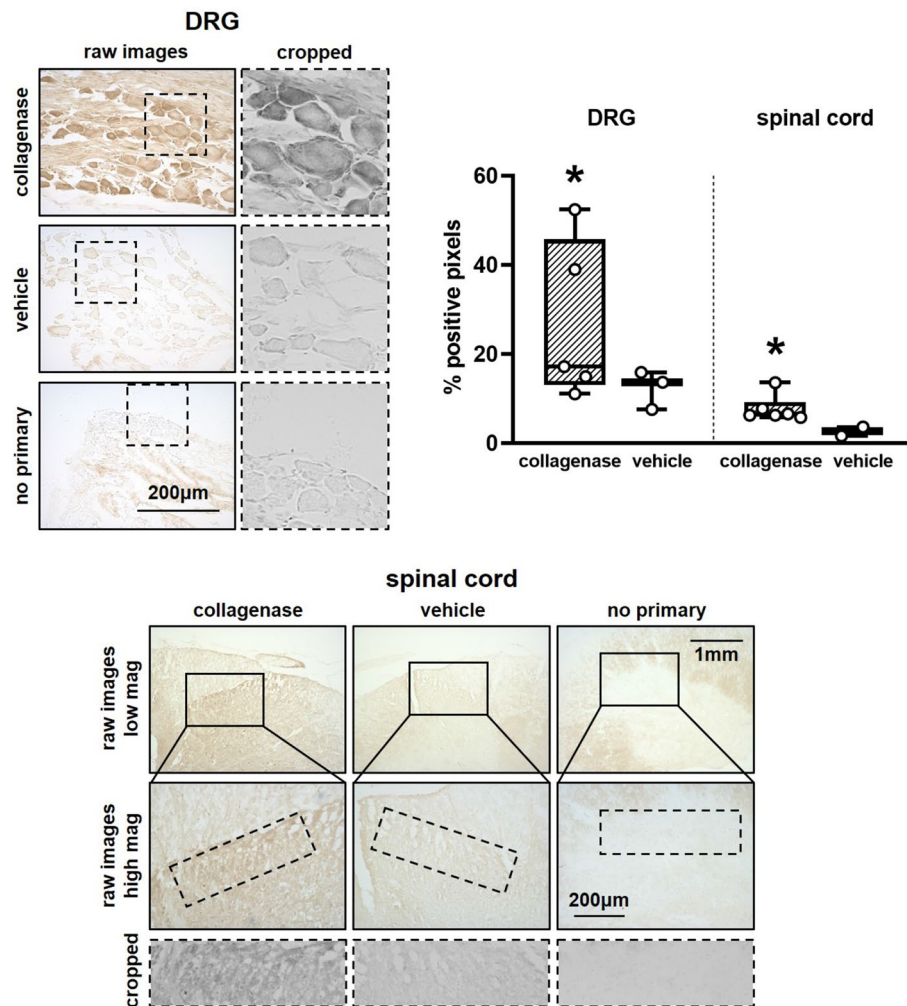 DRG
raw images cropped
collagenase
vehicle
no primary
200µm
DRG spinal cord
*
*
% positive pixels
60
40
20
0
collagenase vehicle collagenase vehicle
spinal cord
collagenase vehicle no primary
raw images
low mag
1mm
raw images
high mag
200µm
cropped